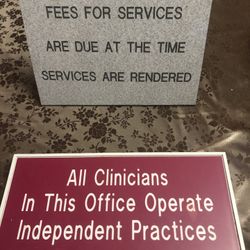 FEES FOR SERVICES
ARE DUE AT THE TIME
SERVICES ARE RENDERED
All Clinicians
In This Office Operate
Independent Practices